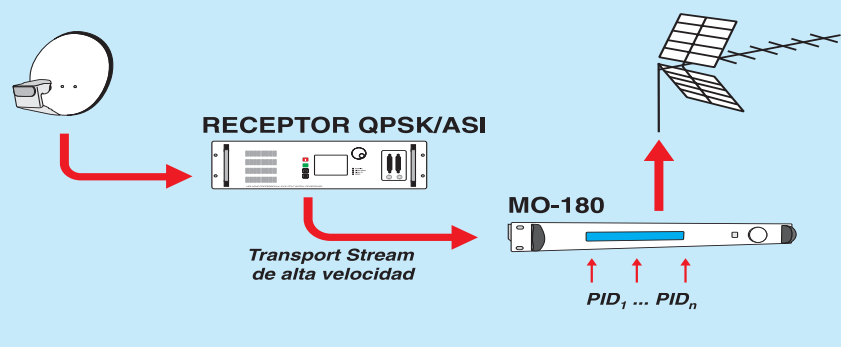 RECEPTOR QPSK/ASI
MO-180
Transport Stream
de alta velocidad
PID₁ ... PIDₙ